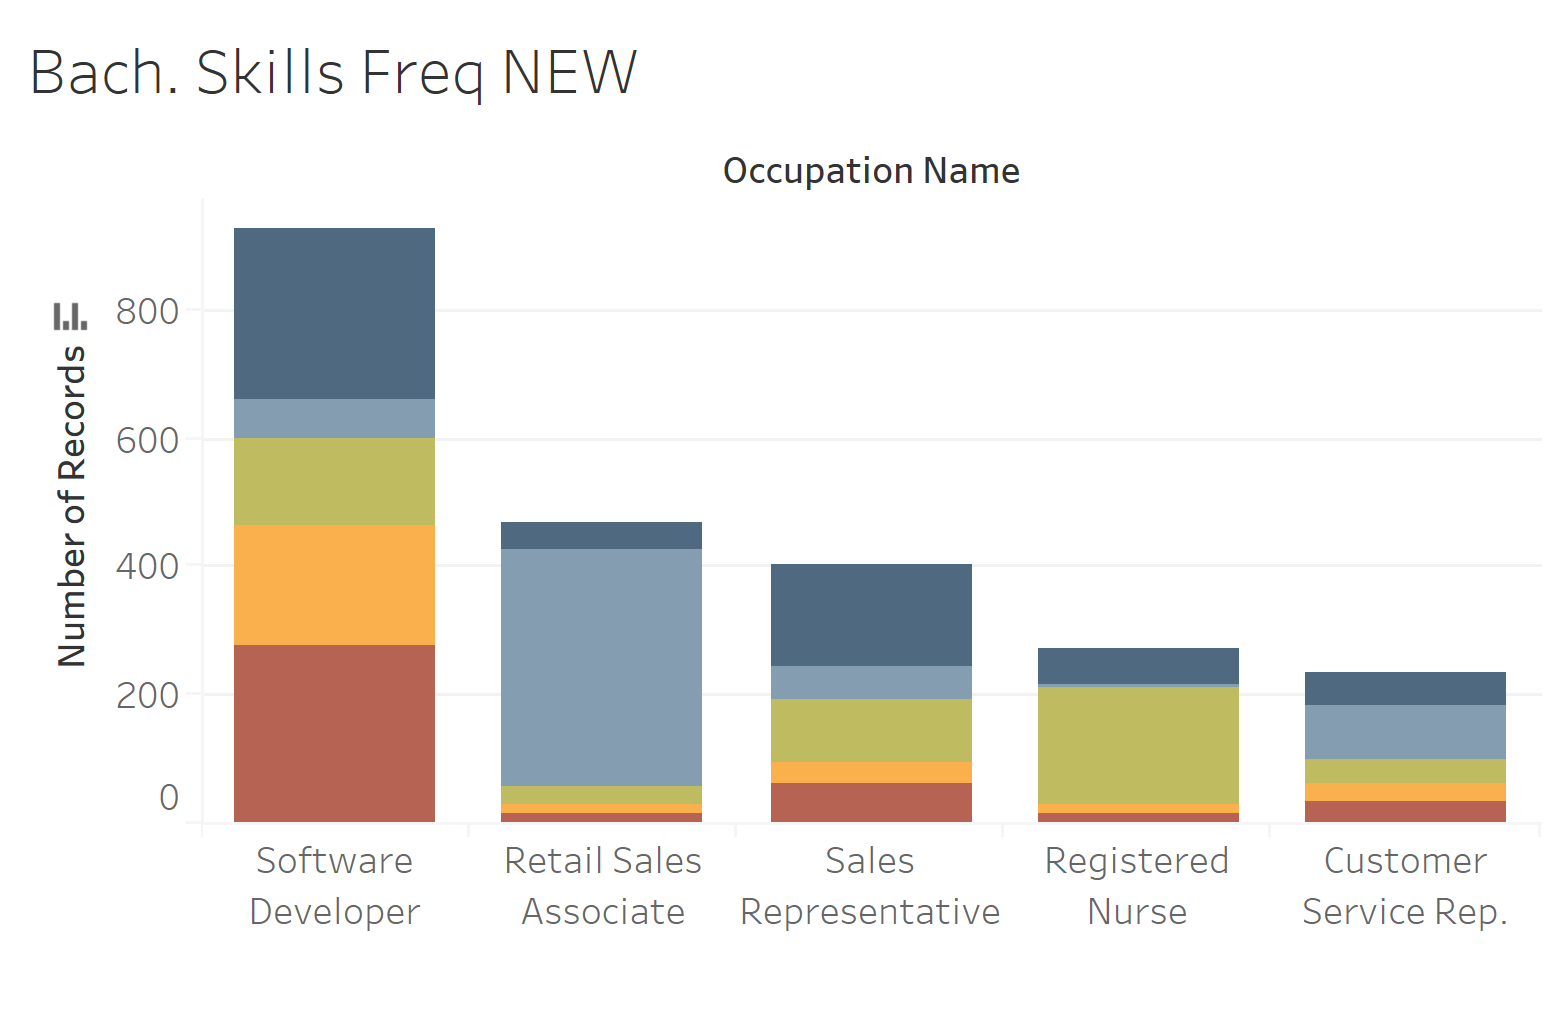 Bach. Skills Freq NEW
Occupation Name
Number of Records
800
600
400
200
0
Software
Developer
Retail Sales
Associate
Sales
Representative
Registered
Nurse
Customer
Service Rep.